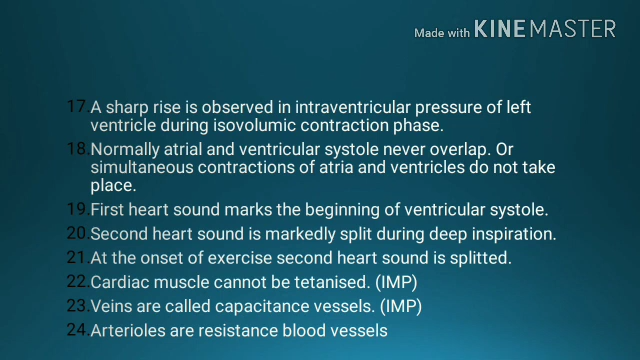 Made with KINEMASTER
17.A sharp rise is observed in intraventricular pressure of left
ventricle during isovolumic contraction phase.
18.Normally atrial and ventricular systole never overlap. Or
simultaneous contractions of atria and ventricles do not take
place.
19.First heart sound marks the beginning of ventricular systole.
20.Second heart sound is markedly split during deep inspiration.
21.At the onset of exercise second heart sound is splitted.
22.Cardiac muscle cannot be tetanised. (IMP)
23.Veins are called capacitance vessels. (IMP)
24.Arterioles are resistance blood vessels